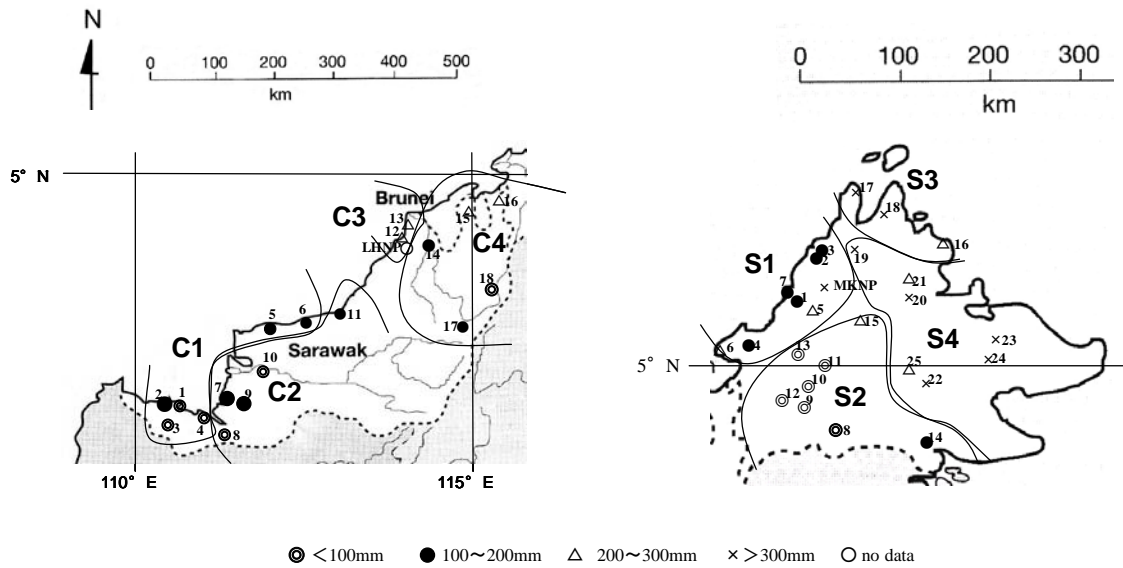 N
0 100 200 300 400 500
km
0 100 200 300
km
5° N
Brunei
C3
13
12
LHNP
14
15
16
C4
18
17
11
6
5
C1
Sarawak
10
C2
2
1
3
4
7
9
8
110° E
115° E
17
S3
18
16
S1
3
2
19
7
1
MKNP
5
21
20
15
6
4
S4
23
24
13
11
5° N
25
22
10
12
9
S2
8
14
<100mm
100~200mm
200~300mm
>300mm
no data